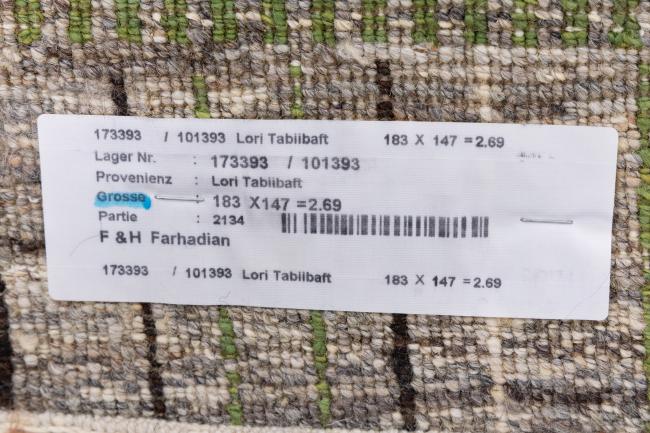 173393 / 101393 Lori Tabiibaft 183 X 147 =2.69
Lager Nr. : 173393 / 101393
Provenienz : Lori Tabiibaft
Grosse : 183 X147 =2.69
Partie : 2134
F &H Farhadian
173393 / 101393 Lori Tabiibaft 183 X 147 =2.69